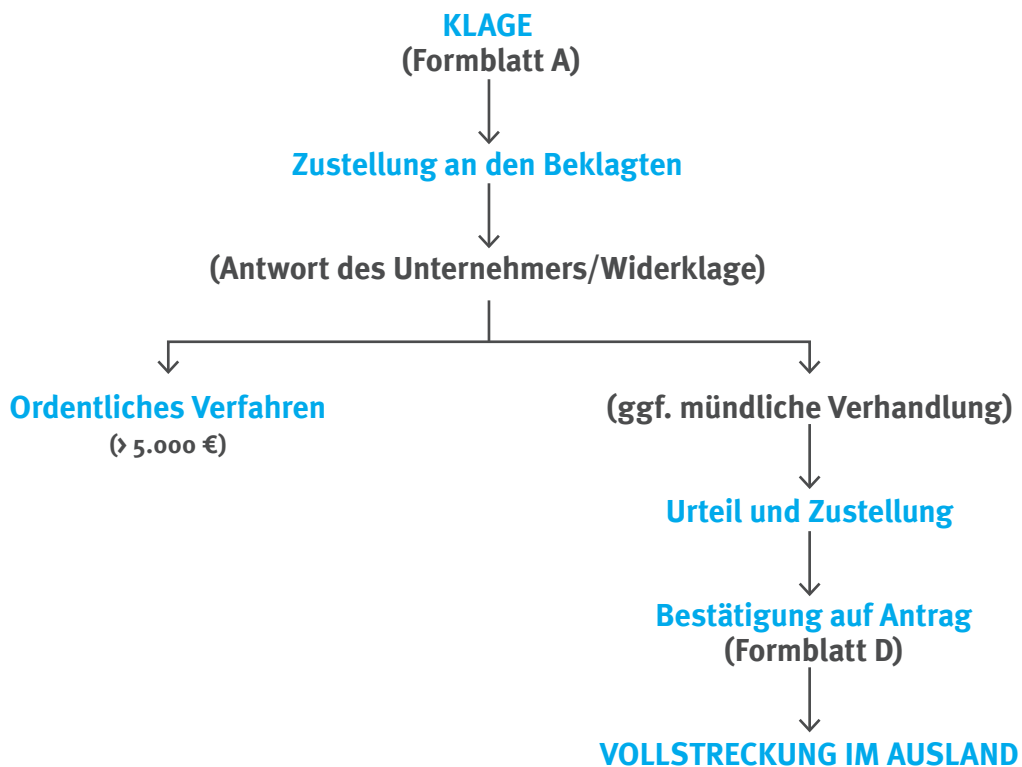 KLAGE
(Formblatt A)
Zustellung an den Beklagten
(Antwort des Unternehmers/Widerklage)
Ordentliches Verfahren
(> 5.000 €)
(ggf. mündliche Verhandlung)
Urteil und Zustellung
Bestätigung auf Antrag
(Formblatt D)
VOLLSTRECKUNG IM AUSLAND